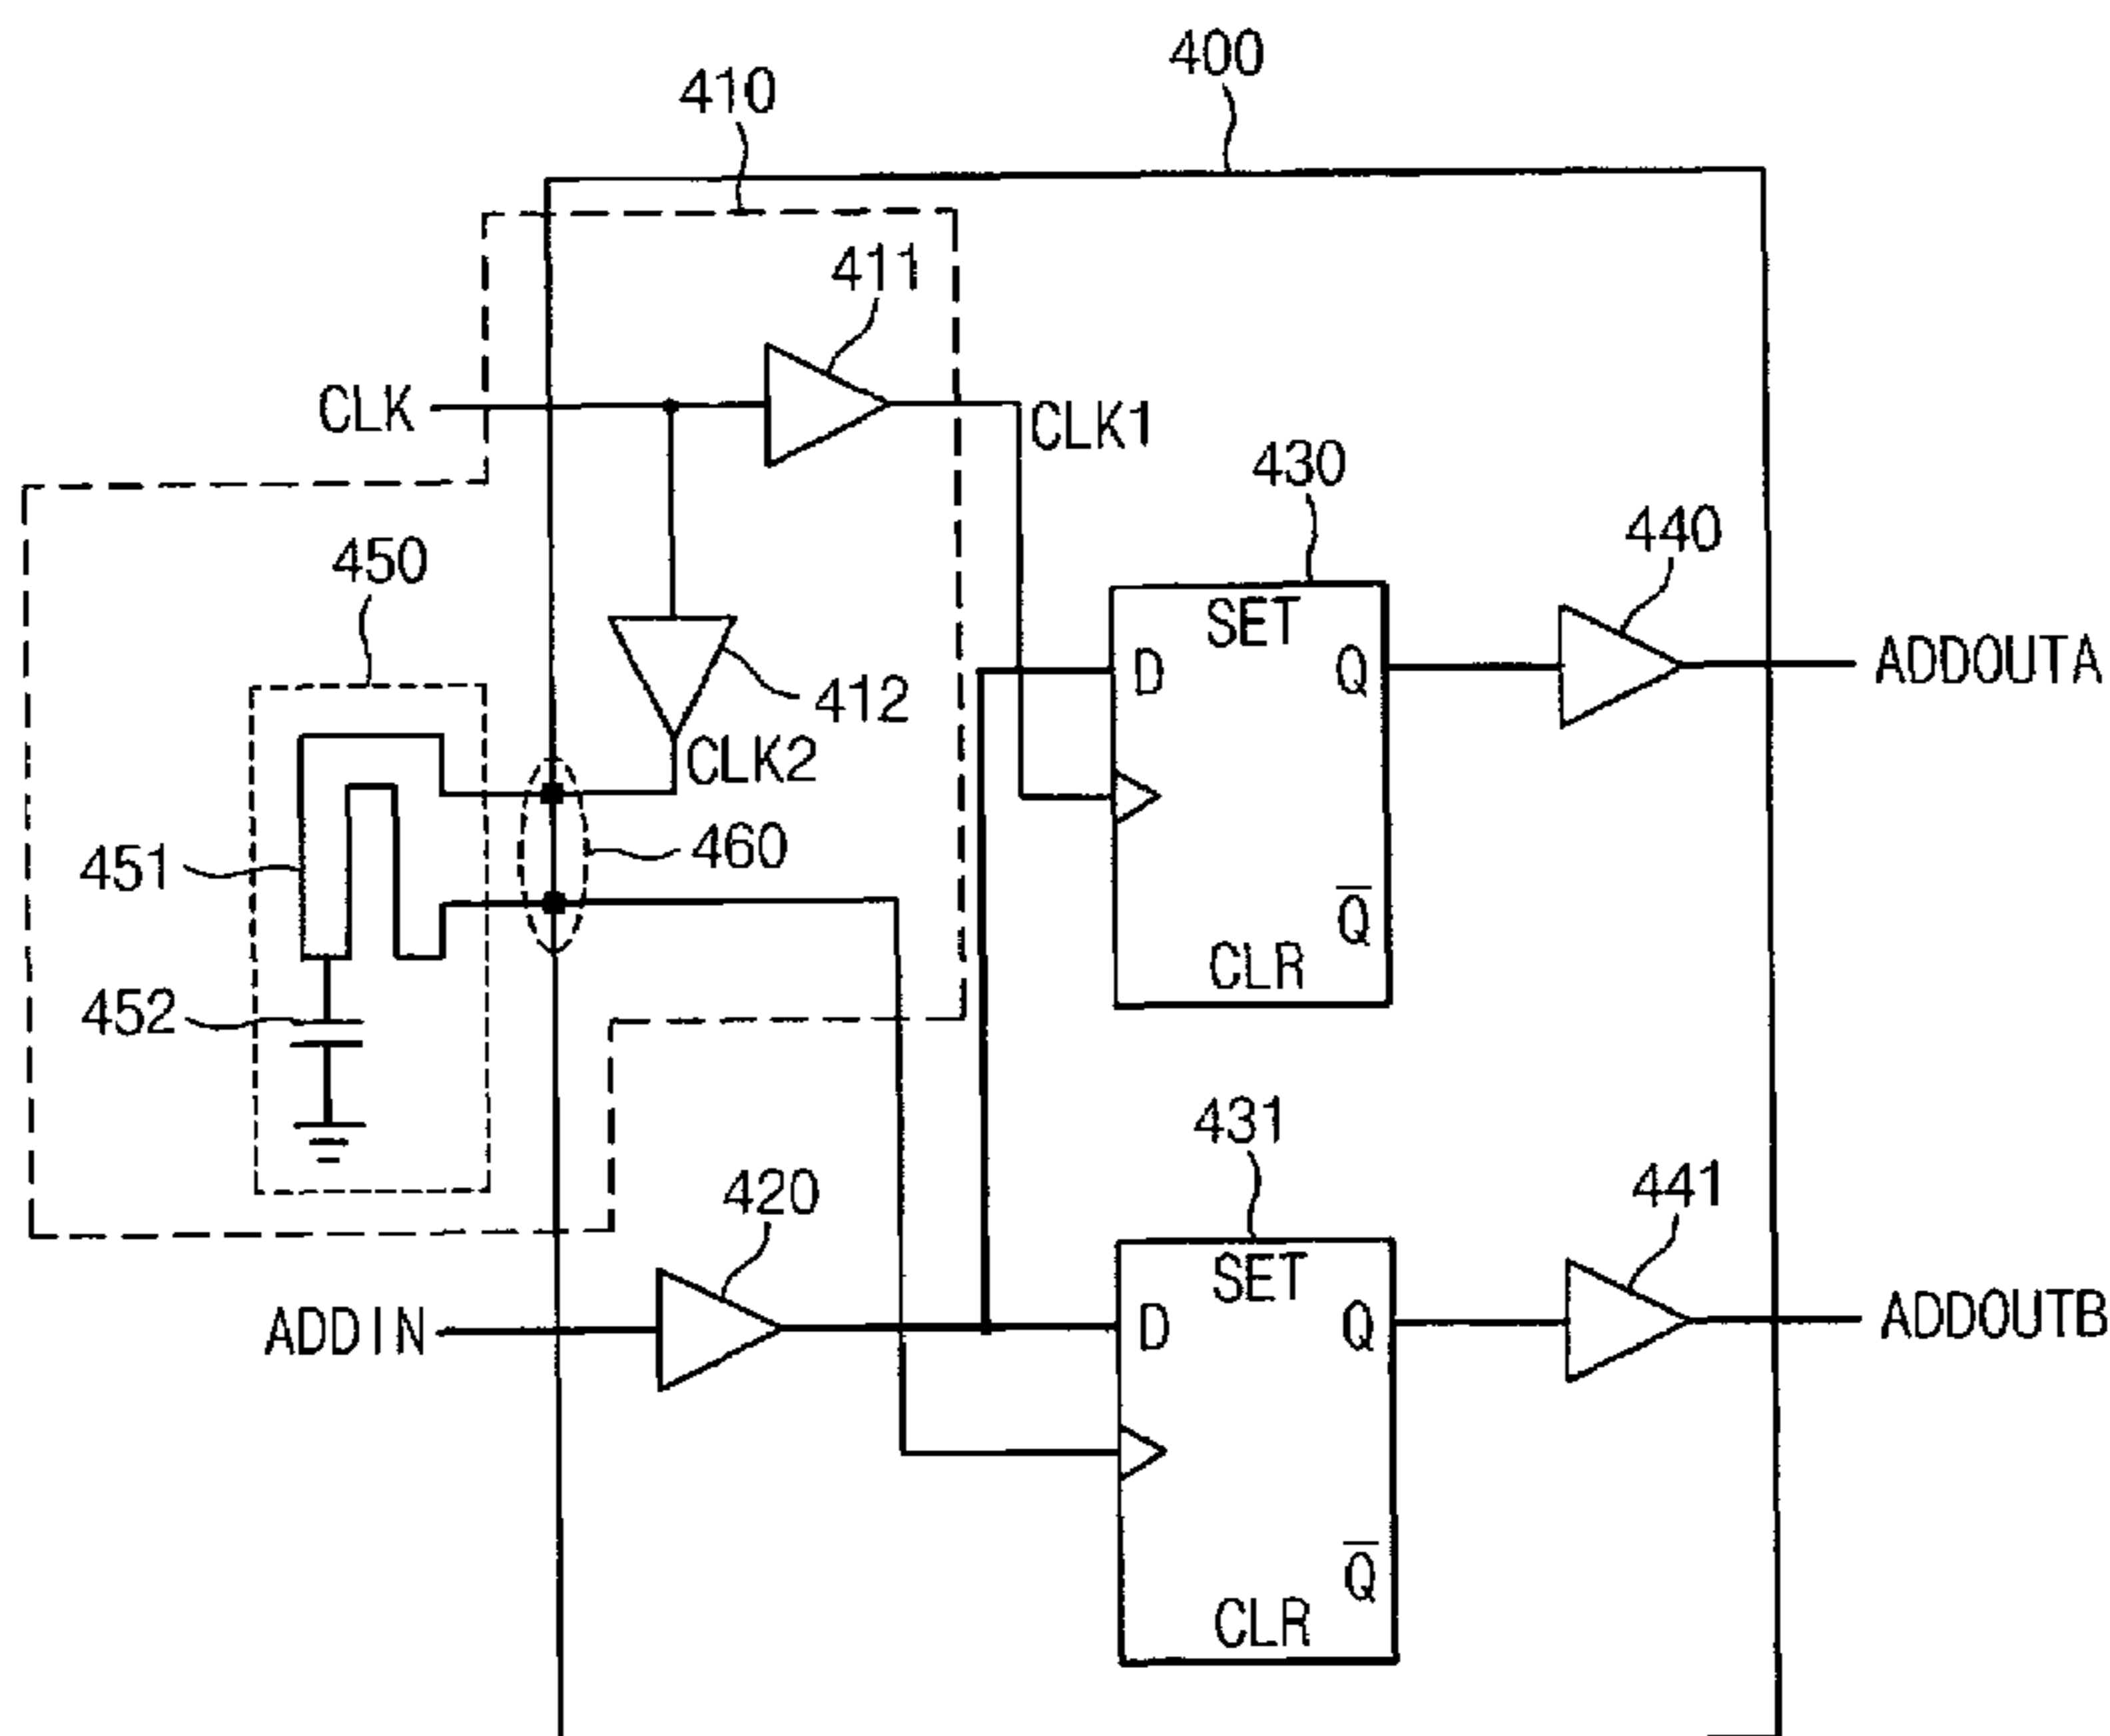 400
410
411
CLK
CLK1
430
440
450
SET
D
Q
412
ADDOUTA
CLK2
451
460
Q̅
CLR
452
431
420
441
SET
ADDIN
D
Q
ADDOUTB
Q̅
CLR